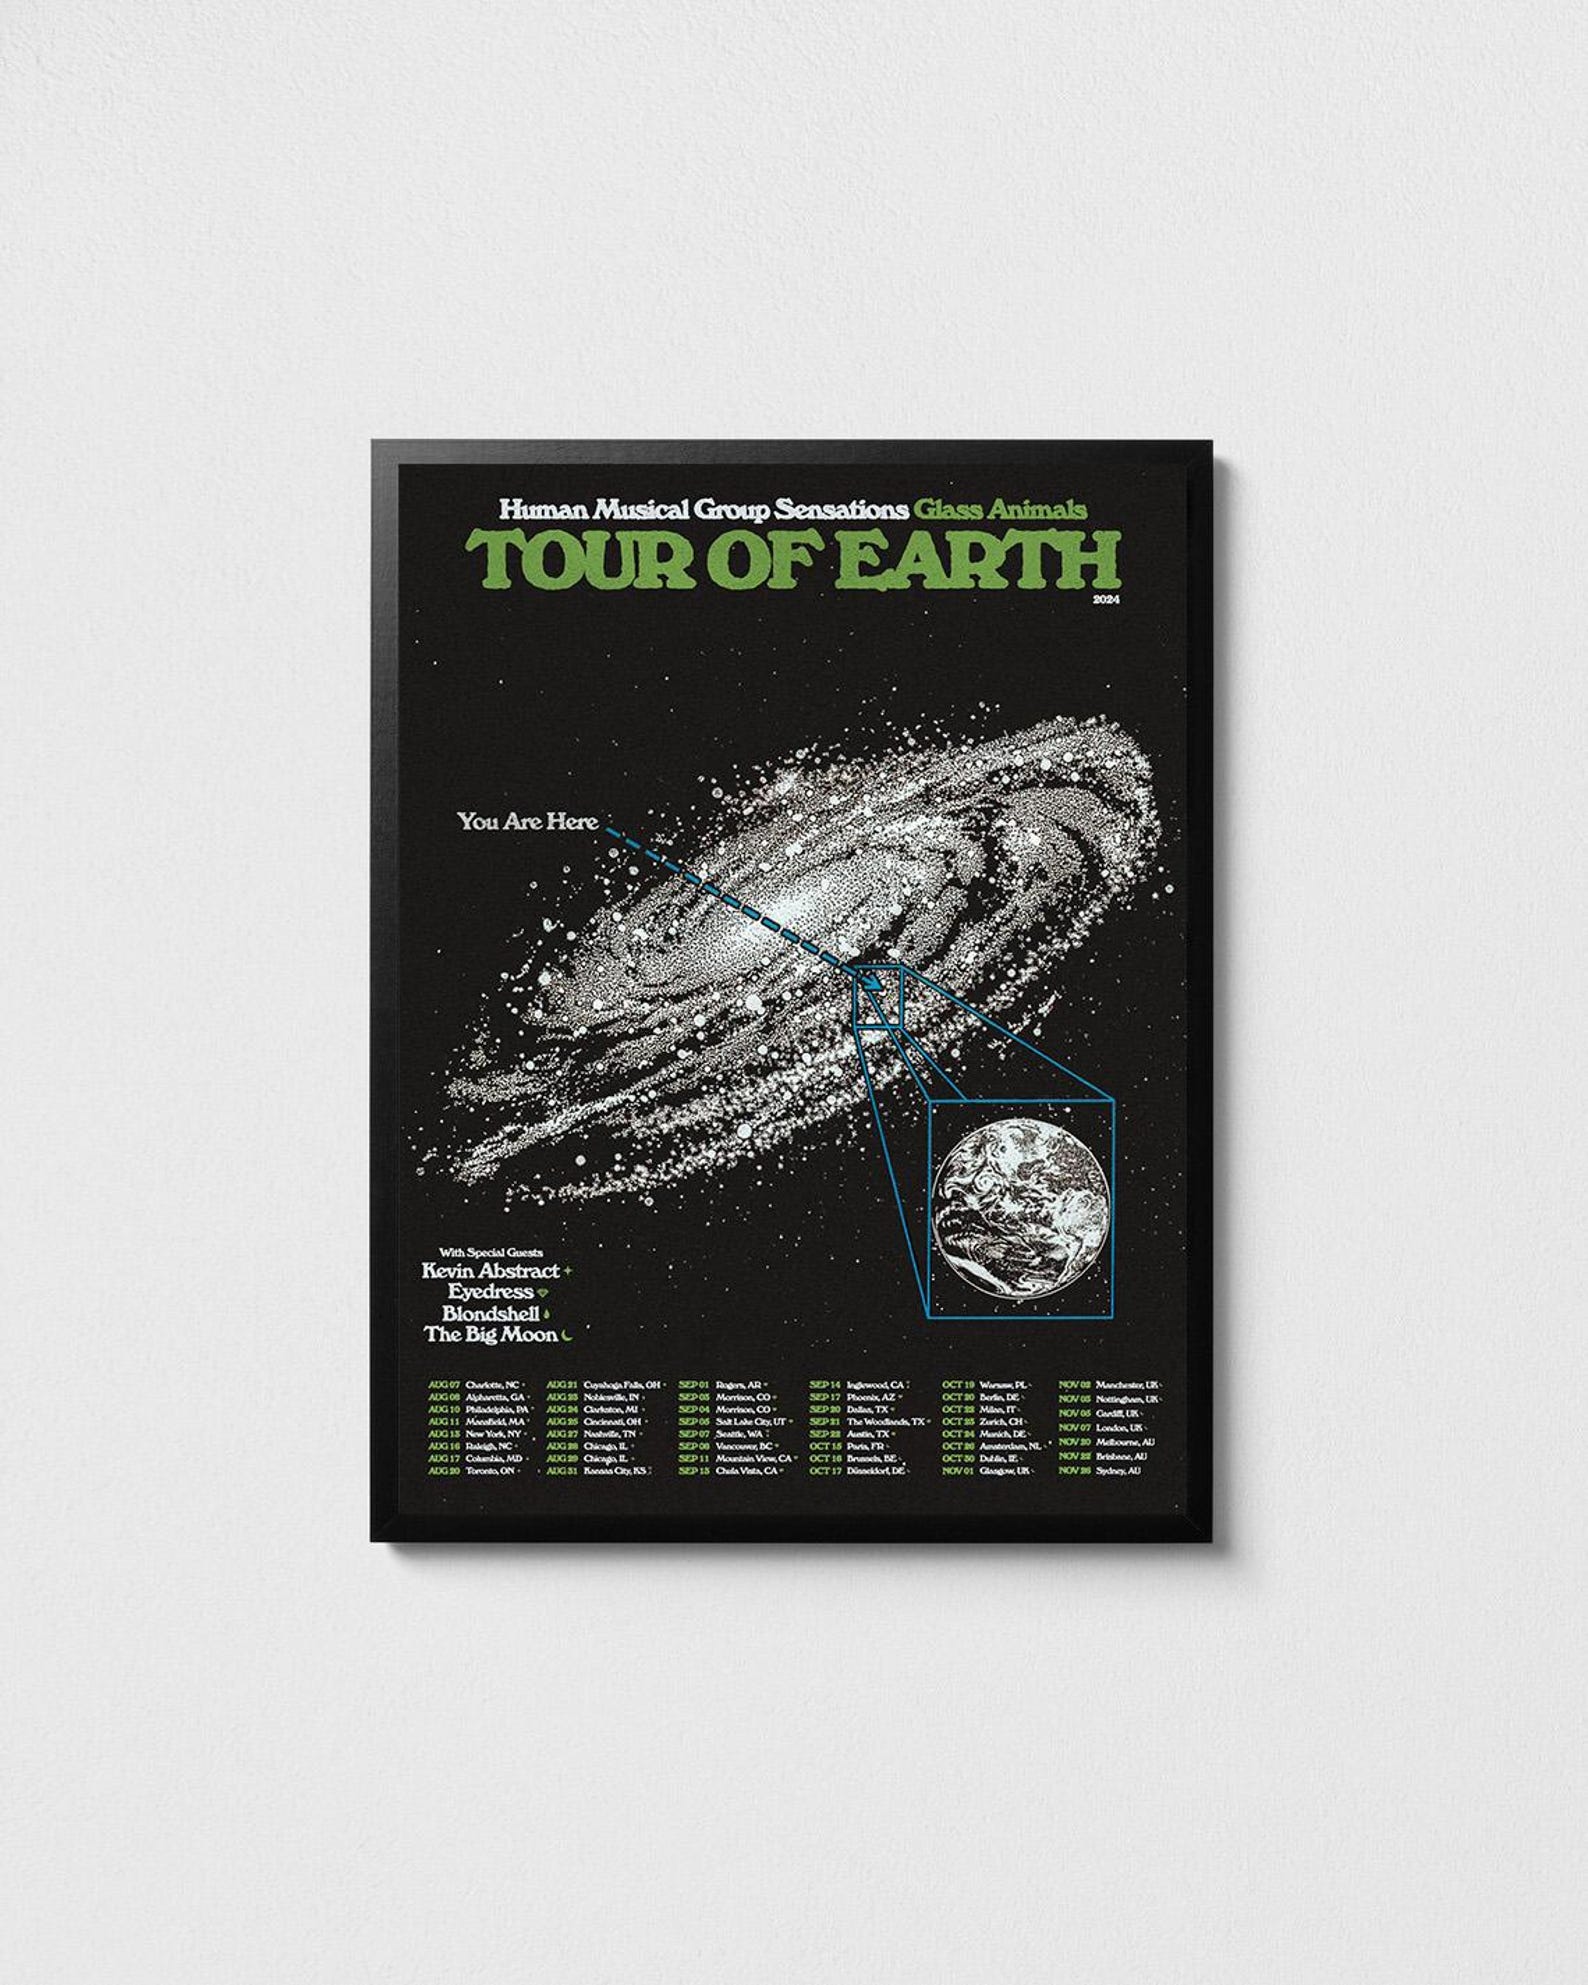 Human Musical Group Sensations Glass Animals
TOUR OF EARTH
2024
You Are Here
With Special Guests
Kevin Abstract
Eyedress
Blondshell
The Big Moon
AUG 07 Charlotte, NC
AUG 08 Alpharetta, GA
AUG 10 Philadelphia, PA
AUG 11 Mansfield, MA
AUG 13 New York, NY
AUG 16 Raleigh, NC
AUG 17 Columbia, MD
AUG 20 Toronto, ON
AUG 21 Cuyahoga Falls, OH
AUG 23 Noblesville, IN
AUG 24 Clarkston, MI
AUG 25 Cincinnati, OH
AUG 27 Nashville, TN
AUG 28 Chicago, IL
AUG 29 Chicago, IL
AUG 31 Kansas City, KS
SEP 01 Rogers, AR
SEP 03 Morrison, CO
SEP 04 Morrison, CO
SEP 05 Salt Lake City, UT
SEP 07 Seattle, WA
SEP 08 Vancouver, BC
SEP 11 Mountain View, CA
SEP 13 Chula Vista, CA
SEP 14 Inglewood, CA
SEP 17 Phoenix, AZ
SEP 20 Dallas, TX
SEP 21 The Woodlands, TX
SEP 22 Austin, TX
OCT 15 Paris, FR
OCT 16 Brussels, BE
OCT 17 Düsseldorf, DE
OCT 19 Warsaw, PL
OCT 20 Berlin, DE
OCT 22 Milan, IT
OCT 23 Zurich, CH
OCT 24 Munich, DE
OCT 26 Amsterdam, NL
OCT 30 Dublin, IE
NOV 01 Glasgow, UK
NOV 02 Manchester, UK
NOV 03 Nottingham, UK
NOV 05 Cardiff, UK
NOV 07 London, UK
NOV 20 Melbourne, AU
NOV 22 Brisbane, AU
NOV 26 Sydney, AU